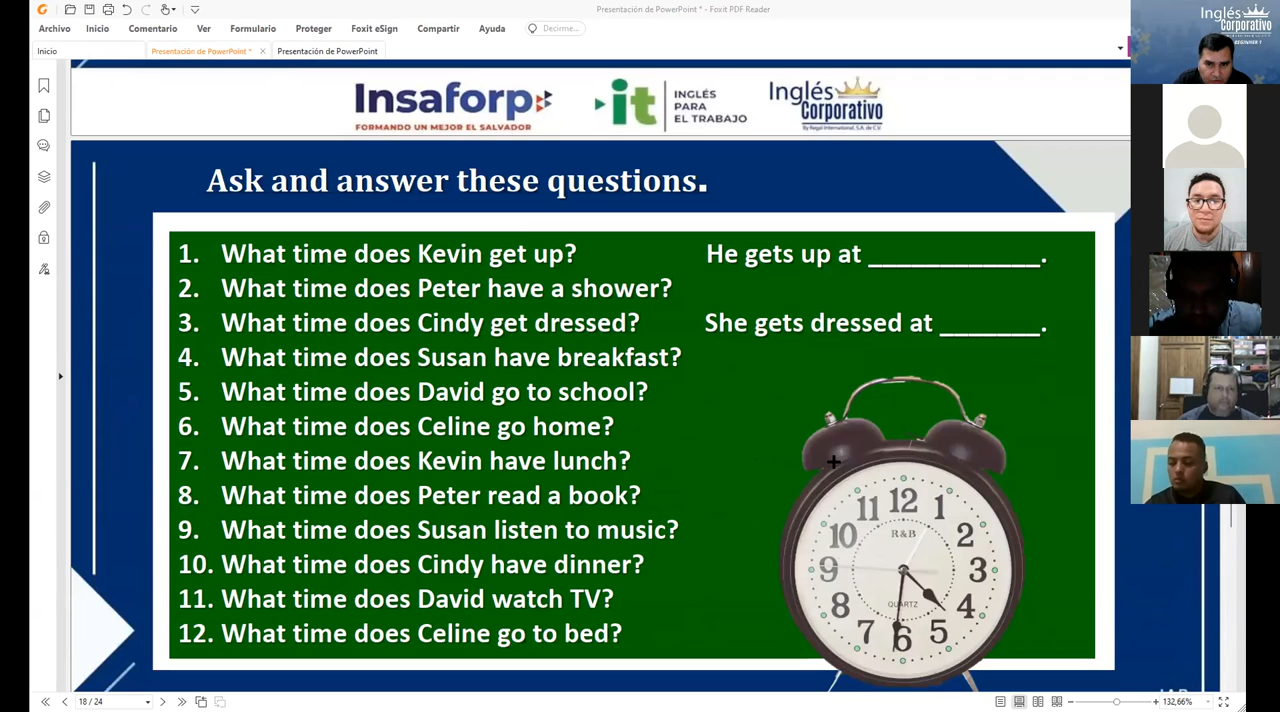 Presentación de PowerPoint * - Foxit PDF Reader
Archivo Inicio Comentario Ver Formulario Proteger Foxit eSign Compartir Ayuda Decirme...
Inicio Presentación de PowerPoint * × Presentación de PowerPoint
Inglés
Corporativo
BEGINNER 1
Insaforp
FORMANDO UN MEJOR EL SALVADOR
it
INGLÉS
PARA
EL TRABAJO
Inglés
Corporativo
By Regal International, S.A. de C.V.
Ask and answer these questions.
1. What time does Kevin get up? He gets up at ____________.
2. What time does Peter have a shower?
3. What time does Cindy get dressed? She gets dressed at _______.
4. What time does Susan have breakfast?
5. What time does David go to school?
6. What time does Celine go home?
7. What time does Kevin have lunch?
8. What time does Peter read a book?
9. What time does Susan listen to music?
10. What time does Cindy have dinner?
11. What time does David watch TV?
12. What time does Celine go to bed?
12
11 1
R&B
10 2
9 3
QUARTZ
8 4
7 5
6
18 / 24
132,66%